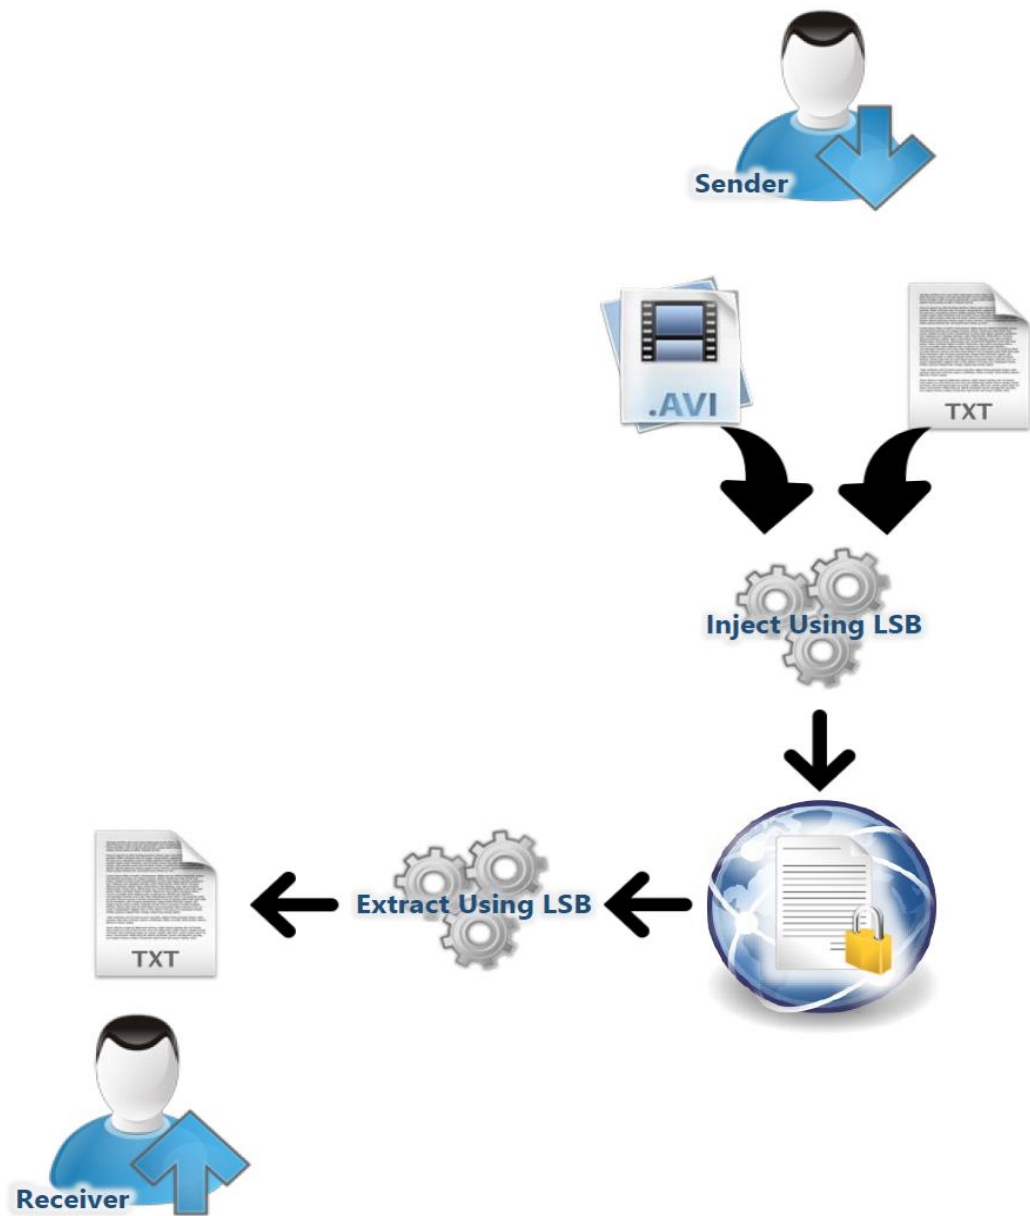 Sender
.AVI
TXT
Inject Using LSB
Extract Using LSB
TXT
Receiver